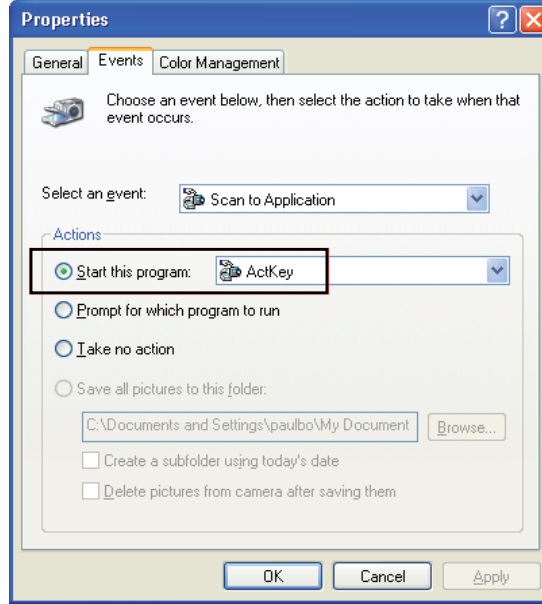 Properties
General Events Color Management
Choose an event below, then select the action to take when that
event occurs.
Select an event: Scan to Application
Actions
Start this program: ActKey
Prompt for which program to run
Take no action
Save all pictures to this folder:
C:\Documents and Settings\paulbo\My Document Browse...
Create a subfolder using today's date
Delete pictures from camera after saving them
OK Cancel Apply